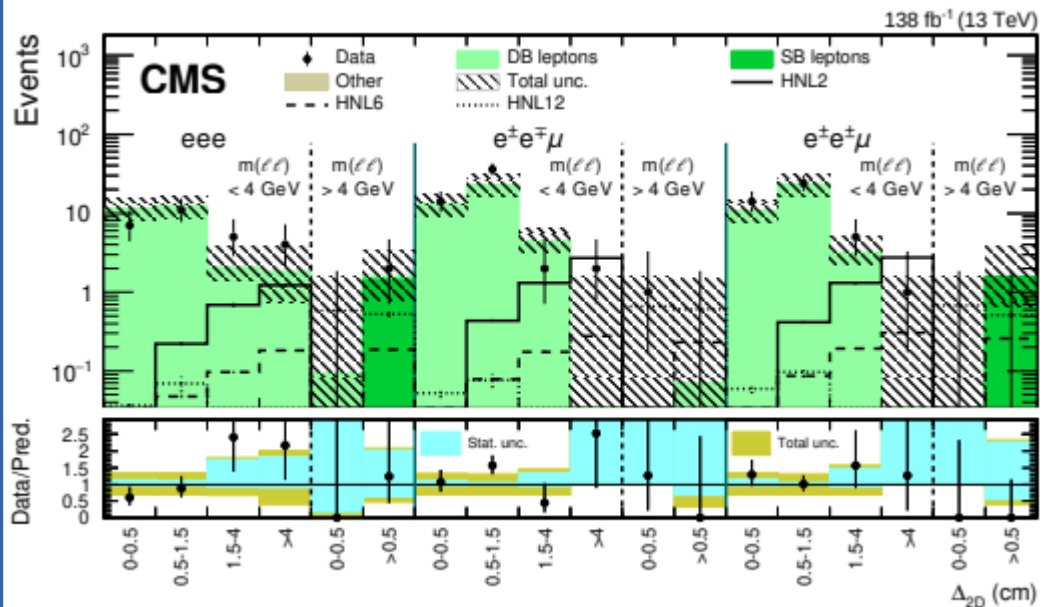 138 fb⁻¹ (13 TeV)
Events
10³
10²
10
1
10⁻¹
CMS
Data
DB leptons
SB leptons
Other
Total unc.
HNL2
HNL6
HNL12
eee
e±e∓μ
e±e±μ
m(ℓℓ) < 4 GeV
m(ℓℓ) > 4 GeV
m(ℓℓ) < 4 GeV
m(ℓℓ) > 4 GeV
m(ℓℓ) < 4 GeV
m(ℓℓ) > 4 GeV
Data/Pred.
2.5
1.5
1
0.5
0
Stat. unc.
Total unc.
0-0.5
0.5-1.5
1.5-4
>4
0-0.5
>0.5
0-0.5
0.5-1.5
1.5-4
>4
0-0.5
>0.5
0-0.5
0.5-1.5
1.5-4
>4
0-0.5
>0.5
Δ2D (cm)